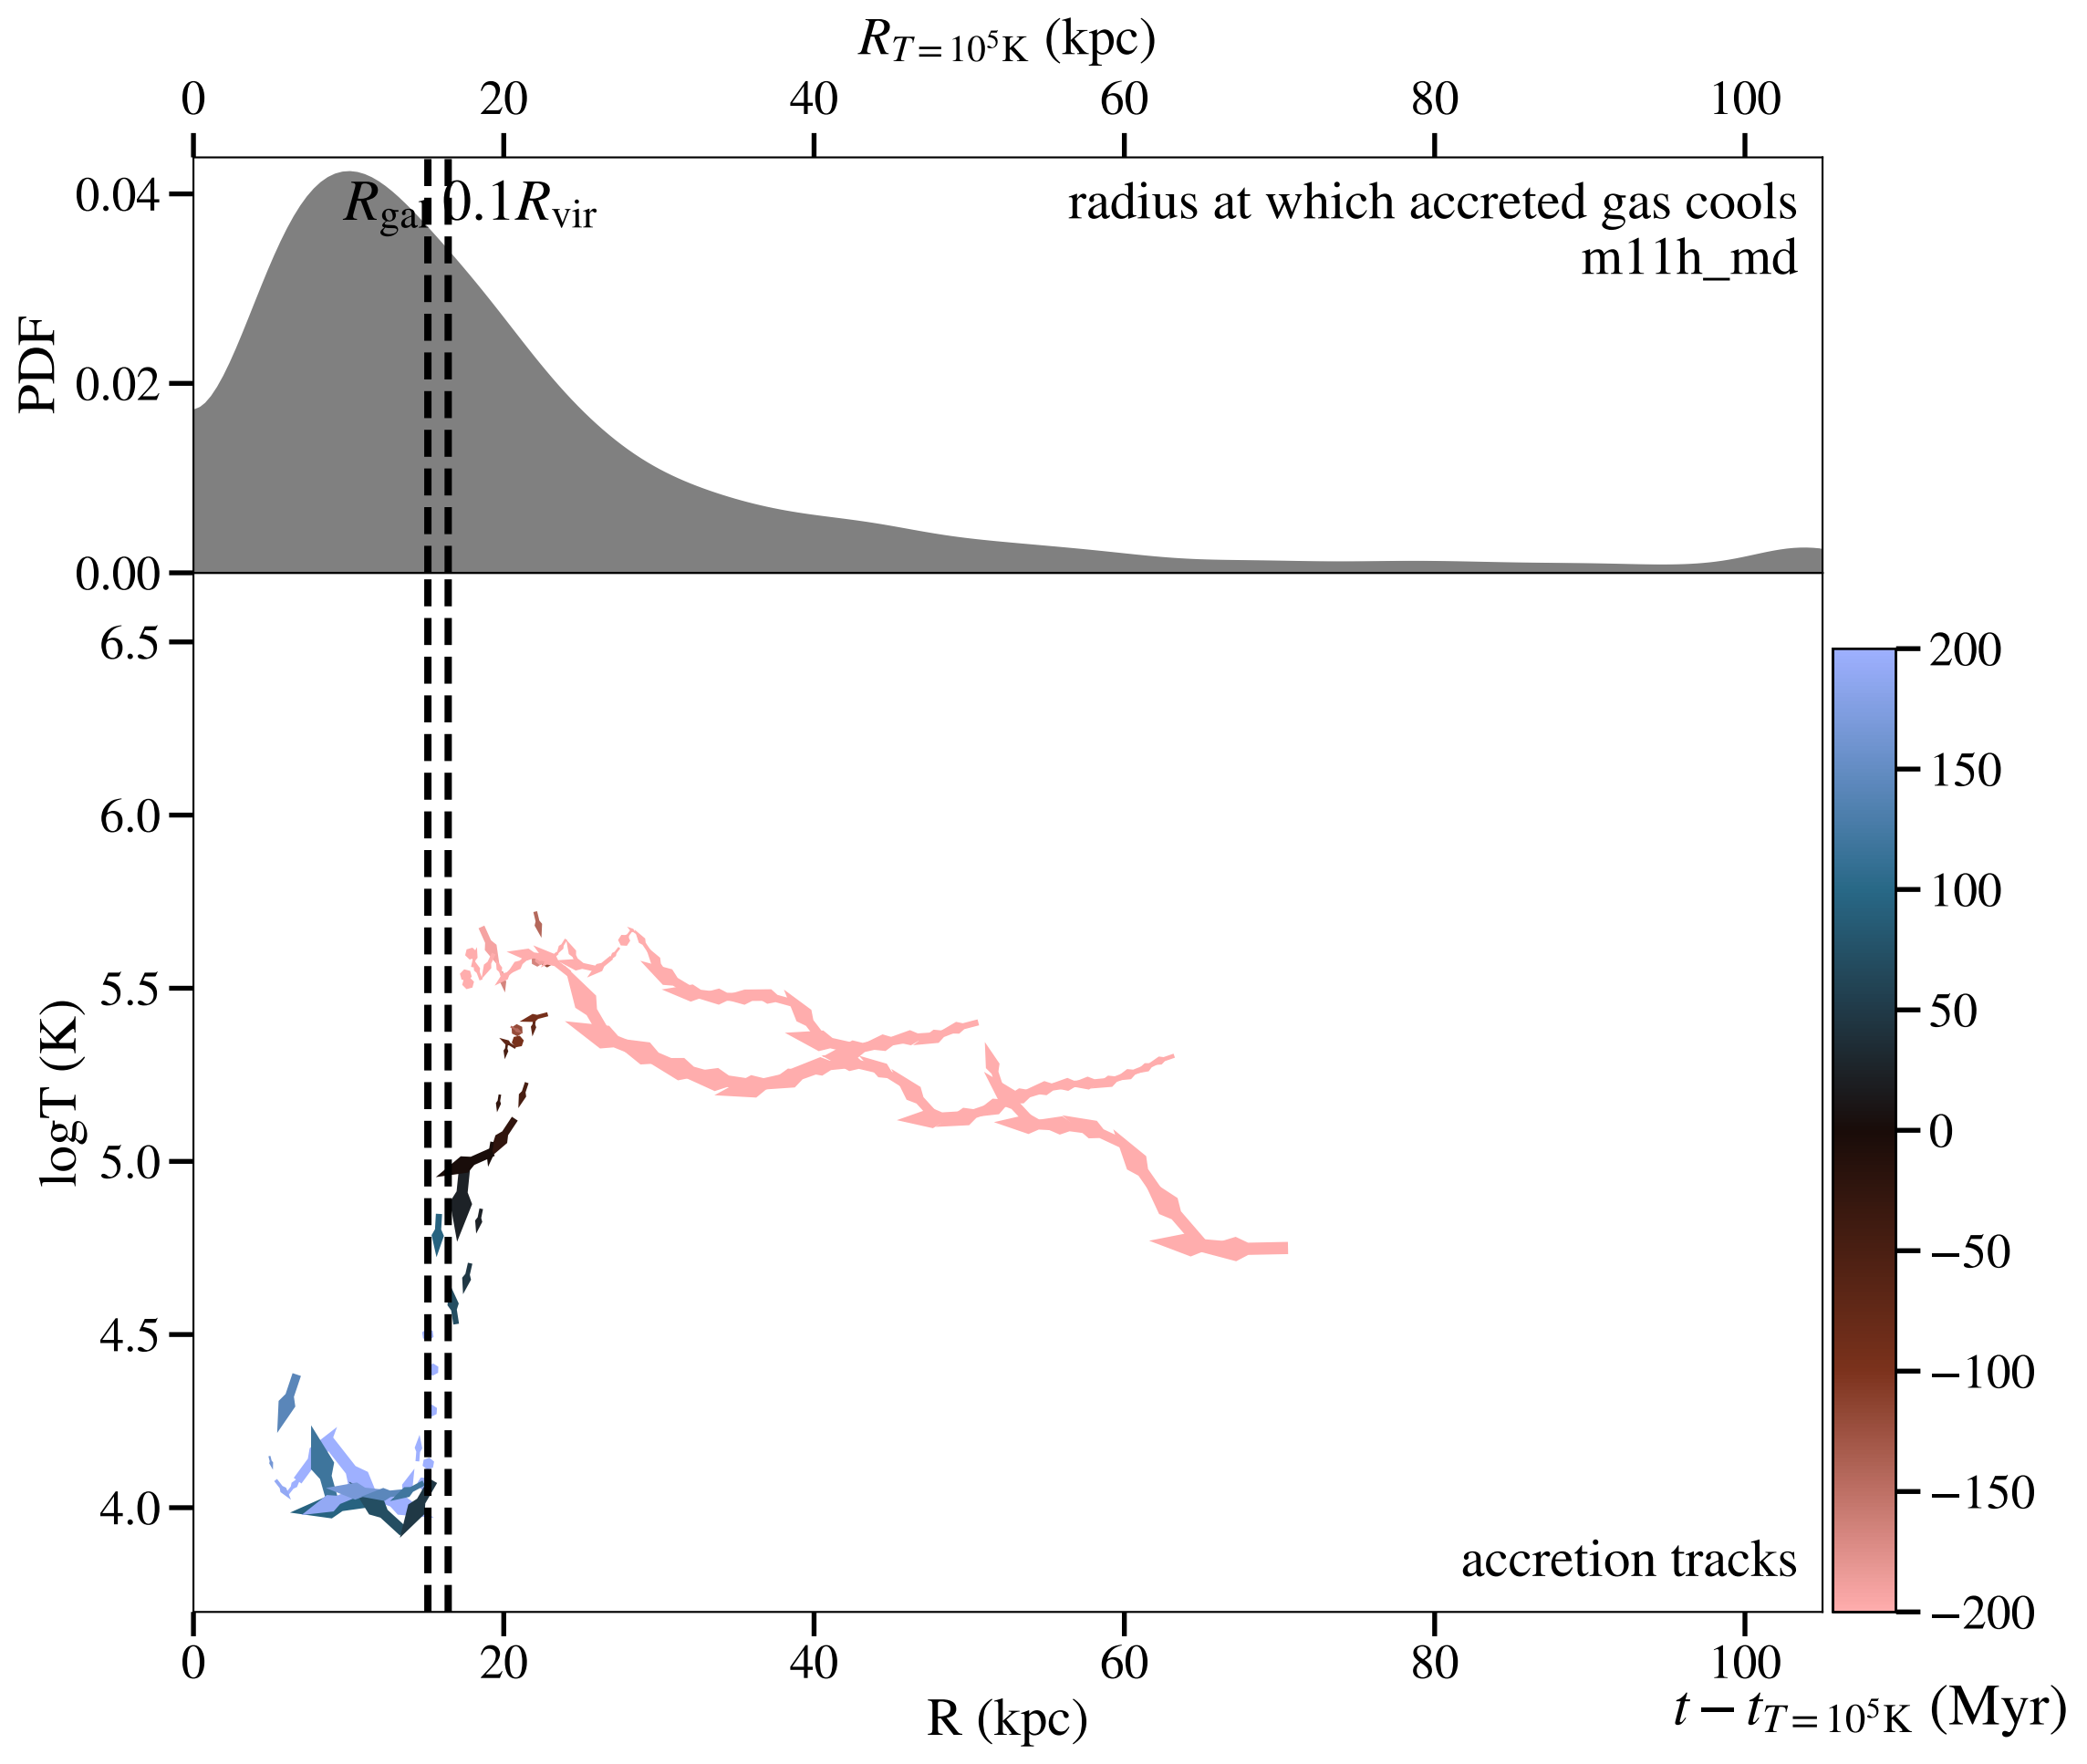 R_{T=10^5K} (kpc)
0 20 40 60 80 100
R_gal 0.1R_vir
radius at which accreted gas cools
m11h_md
PDF
0.04
0.02
0.00
logT (K)
6.5
6.0
5.5
5.0
4.5
4.0
accretion tracks
0 20 40 60 80 100
R (kpc)
200
150
100
50
0
−50
−100
−150
−200
t − t_{T=10^5K} (Myr)